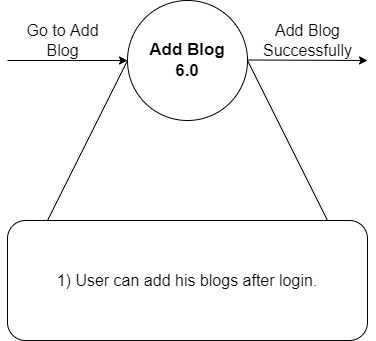 Go to Add
Blog
Add Blog
6.0
Add Blog
Successfully
1) User can add his blogs after login.